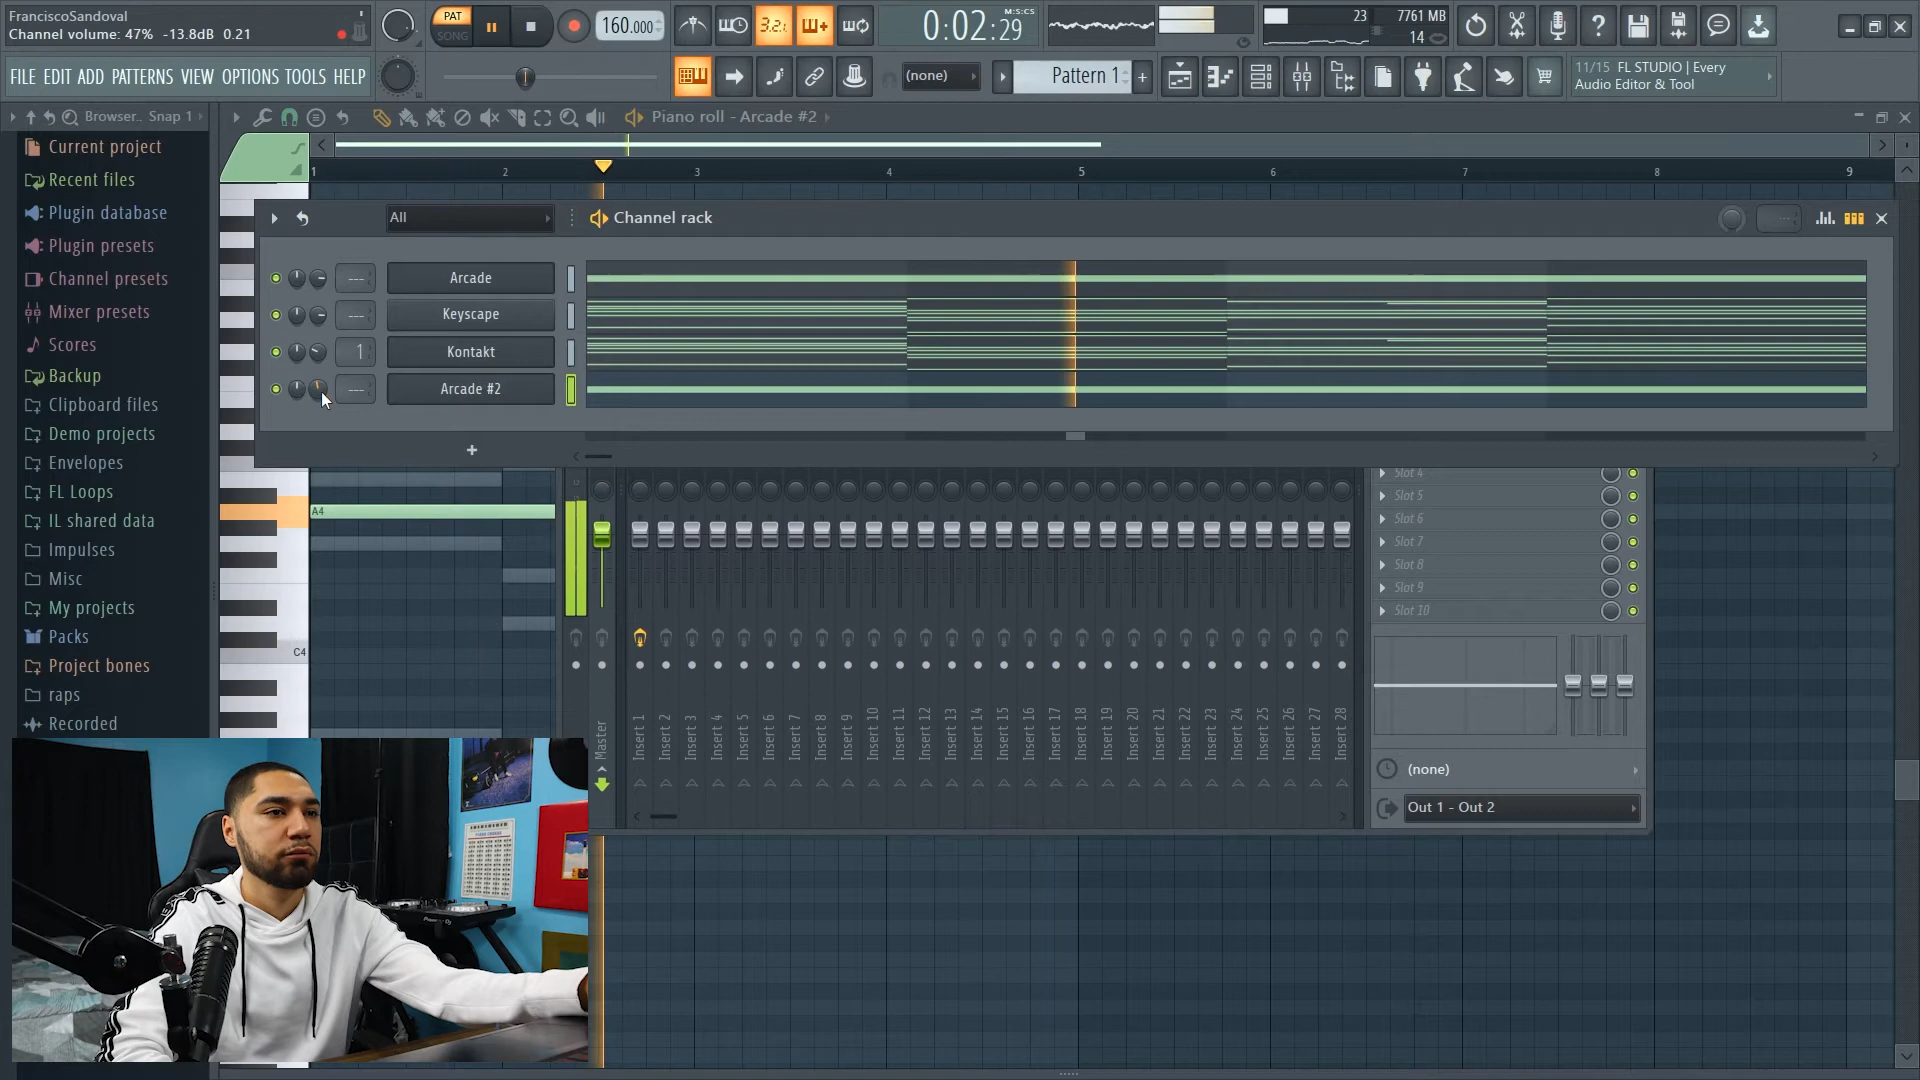 FranciscoSandoval
Channel volume: 47% -13.8dB 0.21
FILE EDIT ADD PATTERNS VIEW OPTIONS TOOLS HELP
PAT
SONG
160.000
3.2.
0:02:29
M:S:CS
23
7761 MB
14
(none)
Pattern 1
11/15 FL STUDIO | Every
Audio Editor & Tool
Browser..
Snap 1
Piano roll - Arcade #2
Current project
Recent files
Plugin database
Plugin presets
Channel presets
Mixer presets
Scores
Backup
Clipboard files
Demo projects
Envelopes
FL Loops
IL shared data
Impulses
Misc
My projects
Packs
Project bones
raps
Recorded
1
2
3
4
5
6
7
8
9
All
Channel rack
Arcade
Keyscape
1
Kontakt
Arcade #2
A4
C4
Slot 4
Slot 5
Slot 6
Slot 7
Slot 8
Slot 9
Slot 10
Master
Insert 1
Insert 2
Insert 3
Insert 4
Insert 5
Insert 6
Insert 7
Insert 8
Insert 9
Insert 10
Insert 11
Insert 12
Insert 13
Insert 14
Insert 15
Insert 16
Insert 17
Insert 18
Insert 19
Insert 20
Insert 21
Insert 22
Insert 23
Insert 24
Insert 25
Insert 26
Insert 27
Insert 28
(none)
Out 1 - Out 2